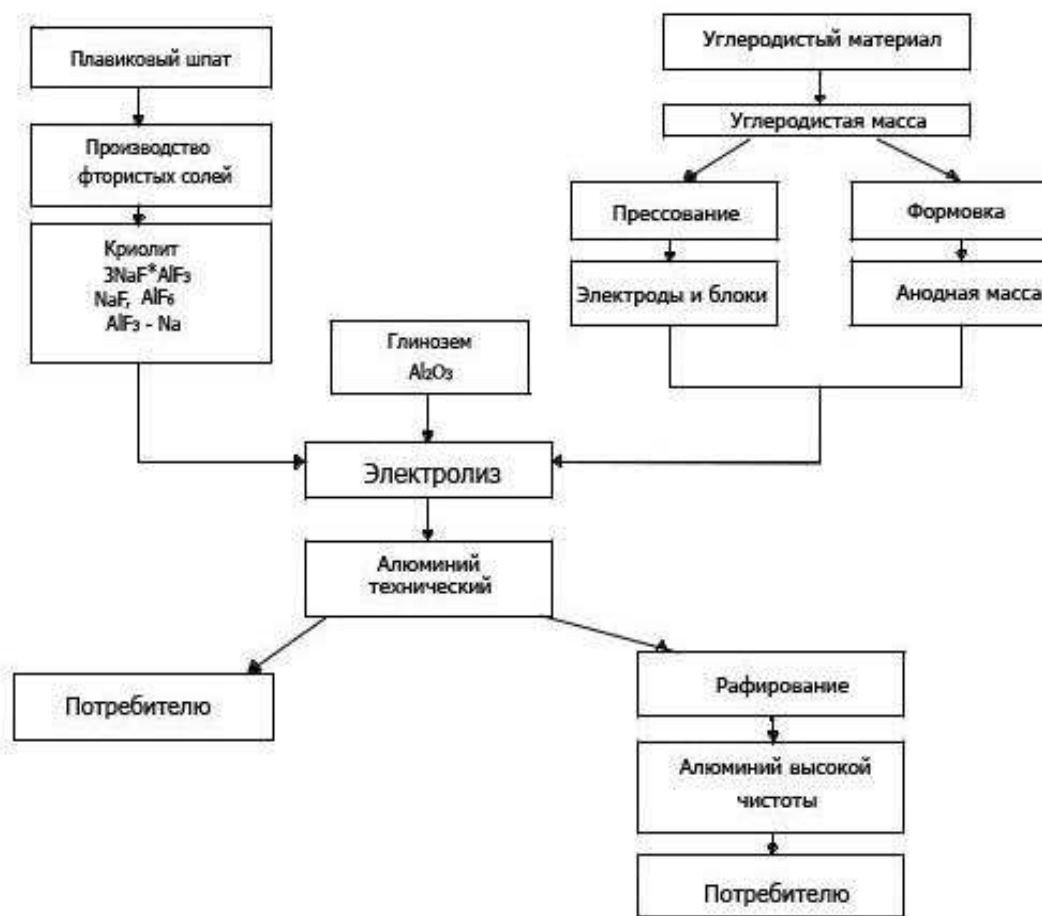 Плавиковый шпат
Производство
фтористых солей
Криолит
3NaF*AlF₃
NaF, AlF₆
AlF₃ - Na
Углеродистый материал
Углеродистая масса
Прессование
Формовка
Электроды и блоки
Анодная масса
Глинозем
Al₂O₃
Электролиз
Алюминий
технический
Потребителю
Рафирование
Алюминий высокой
чистоты
Потребителю